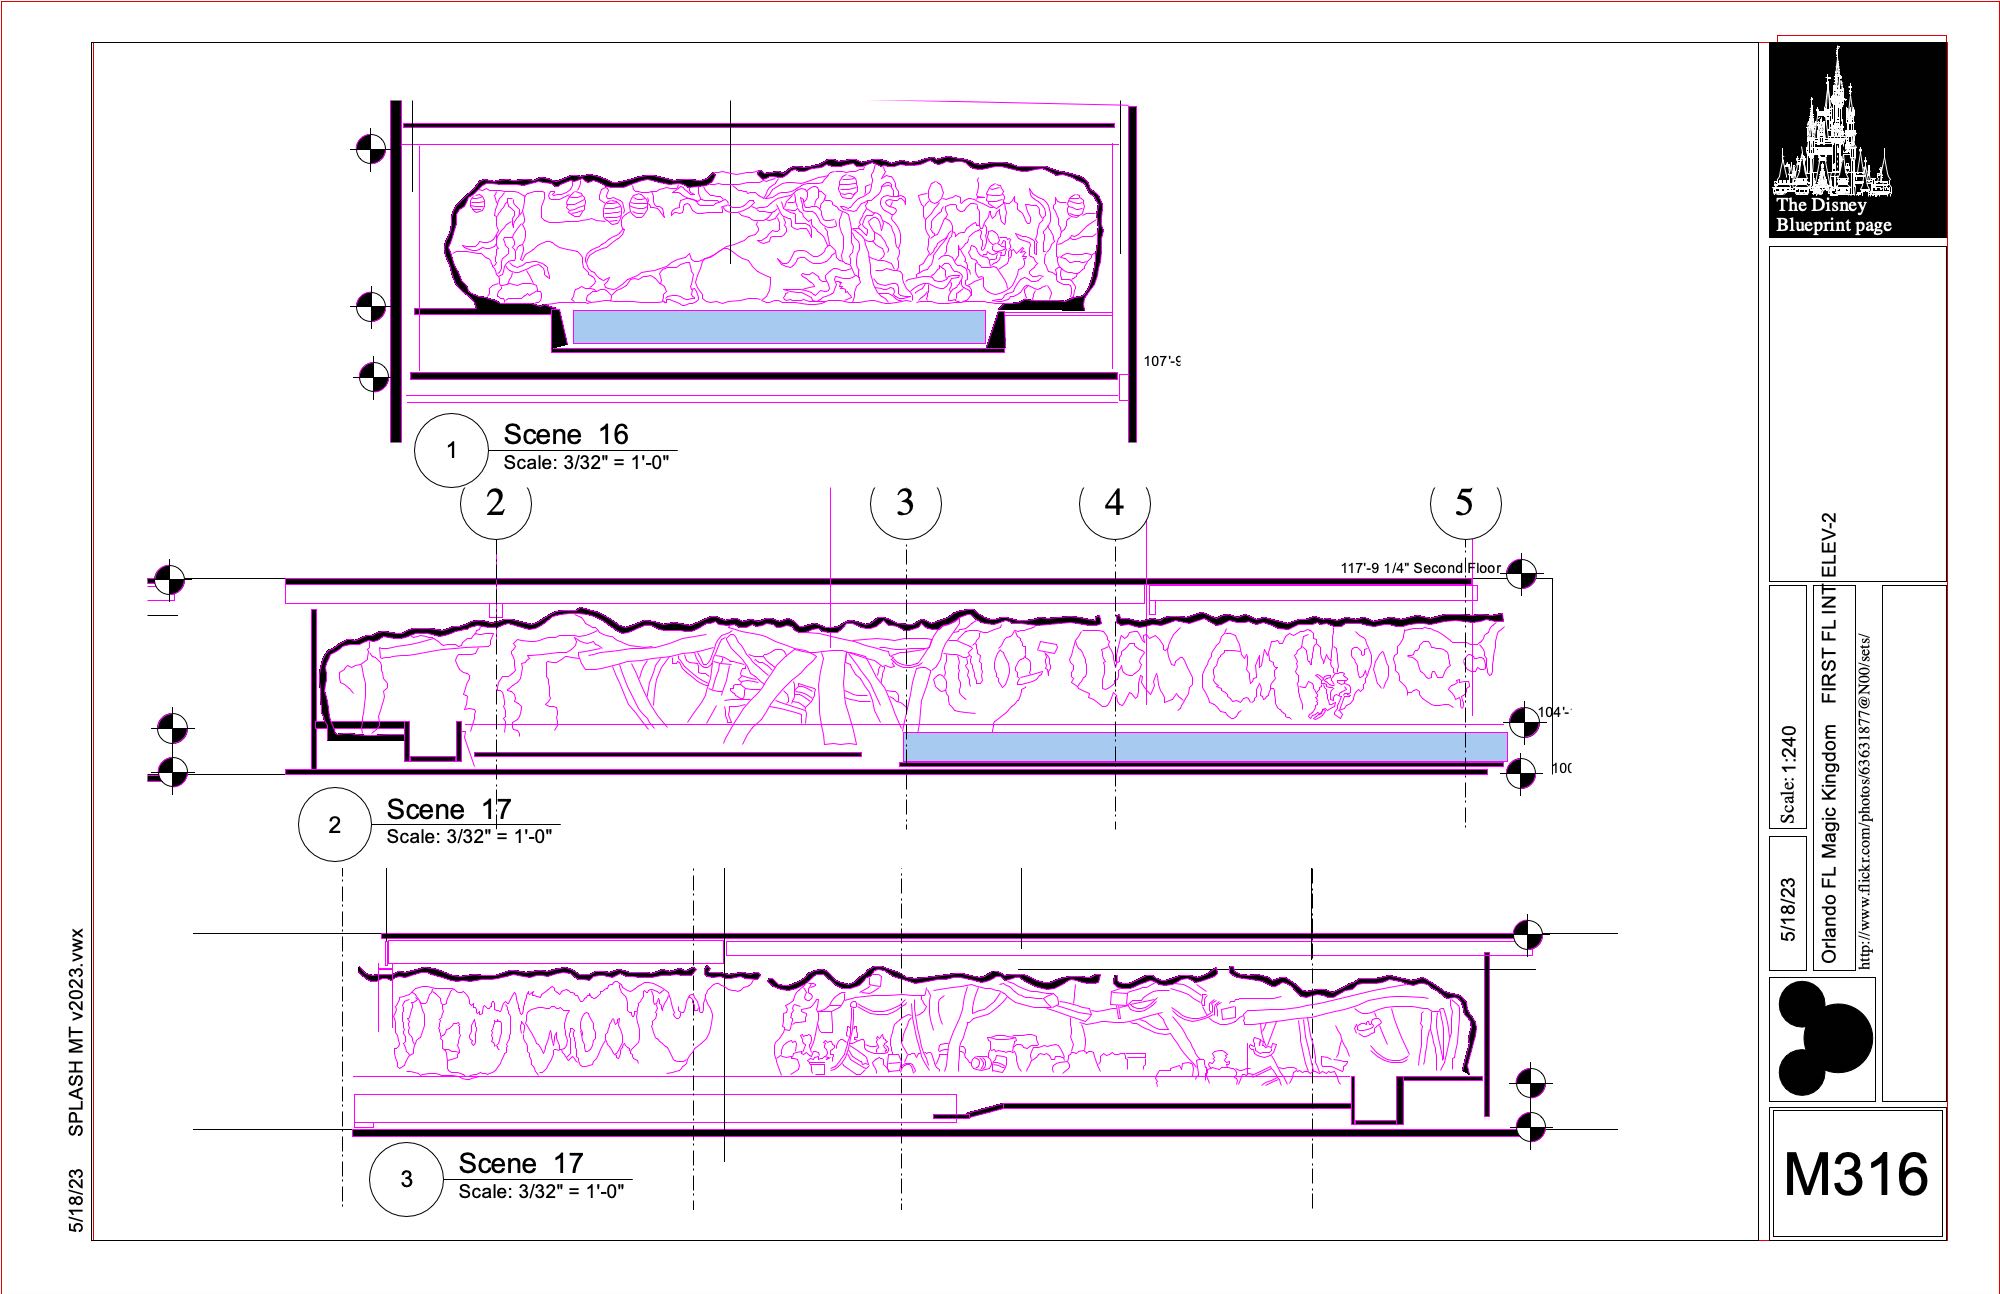 107'-9
1
Scene 16
Scale: 3/32" = 1'-0"
2
3
4
5
117'-9 1/4" Second Floor
104'-
100
2
Scene 17
Scale: 3/32" = 1'-0"
3
Scene 17
Scale: 3/32" = 1'-0"
5/18/23 SPLASH MT v2023.vwx
The Disney
Blueprint page
Scale: 1:240
5/18/23
Orlando FL Magic Kingdom FIRST FL INT ELEV-2
http://www.flickr.com/photos/63631877@N00/sets/
M316